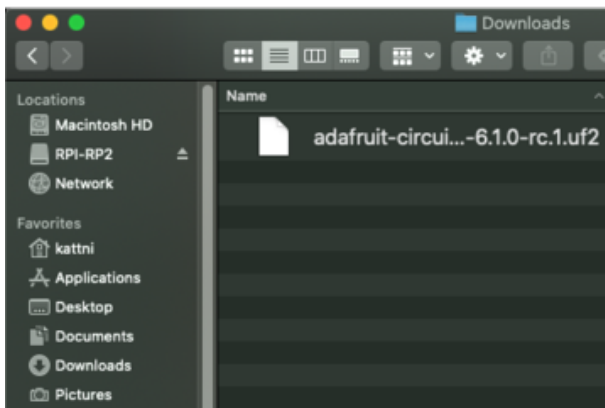 Downloads
Locations
Macintosh HD
RPI-RP2
Network
Favorites
kattni
Applications
Desktop
Documents
Downloads
Pictures
Name
adafruit-circui...-6.1.0-rc.1.uf2